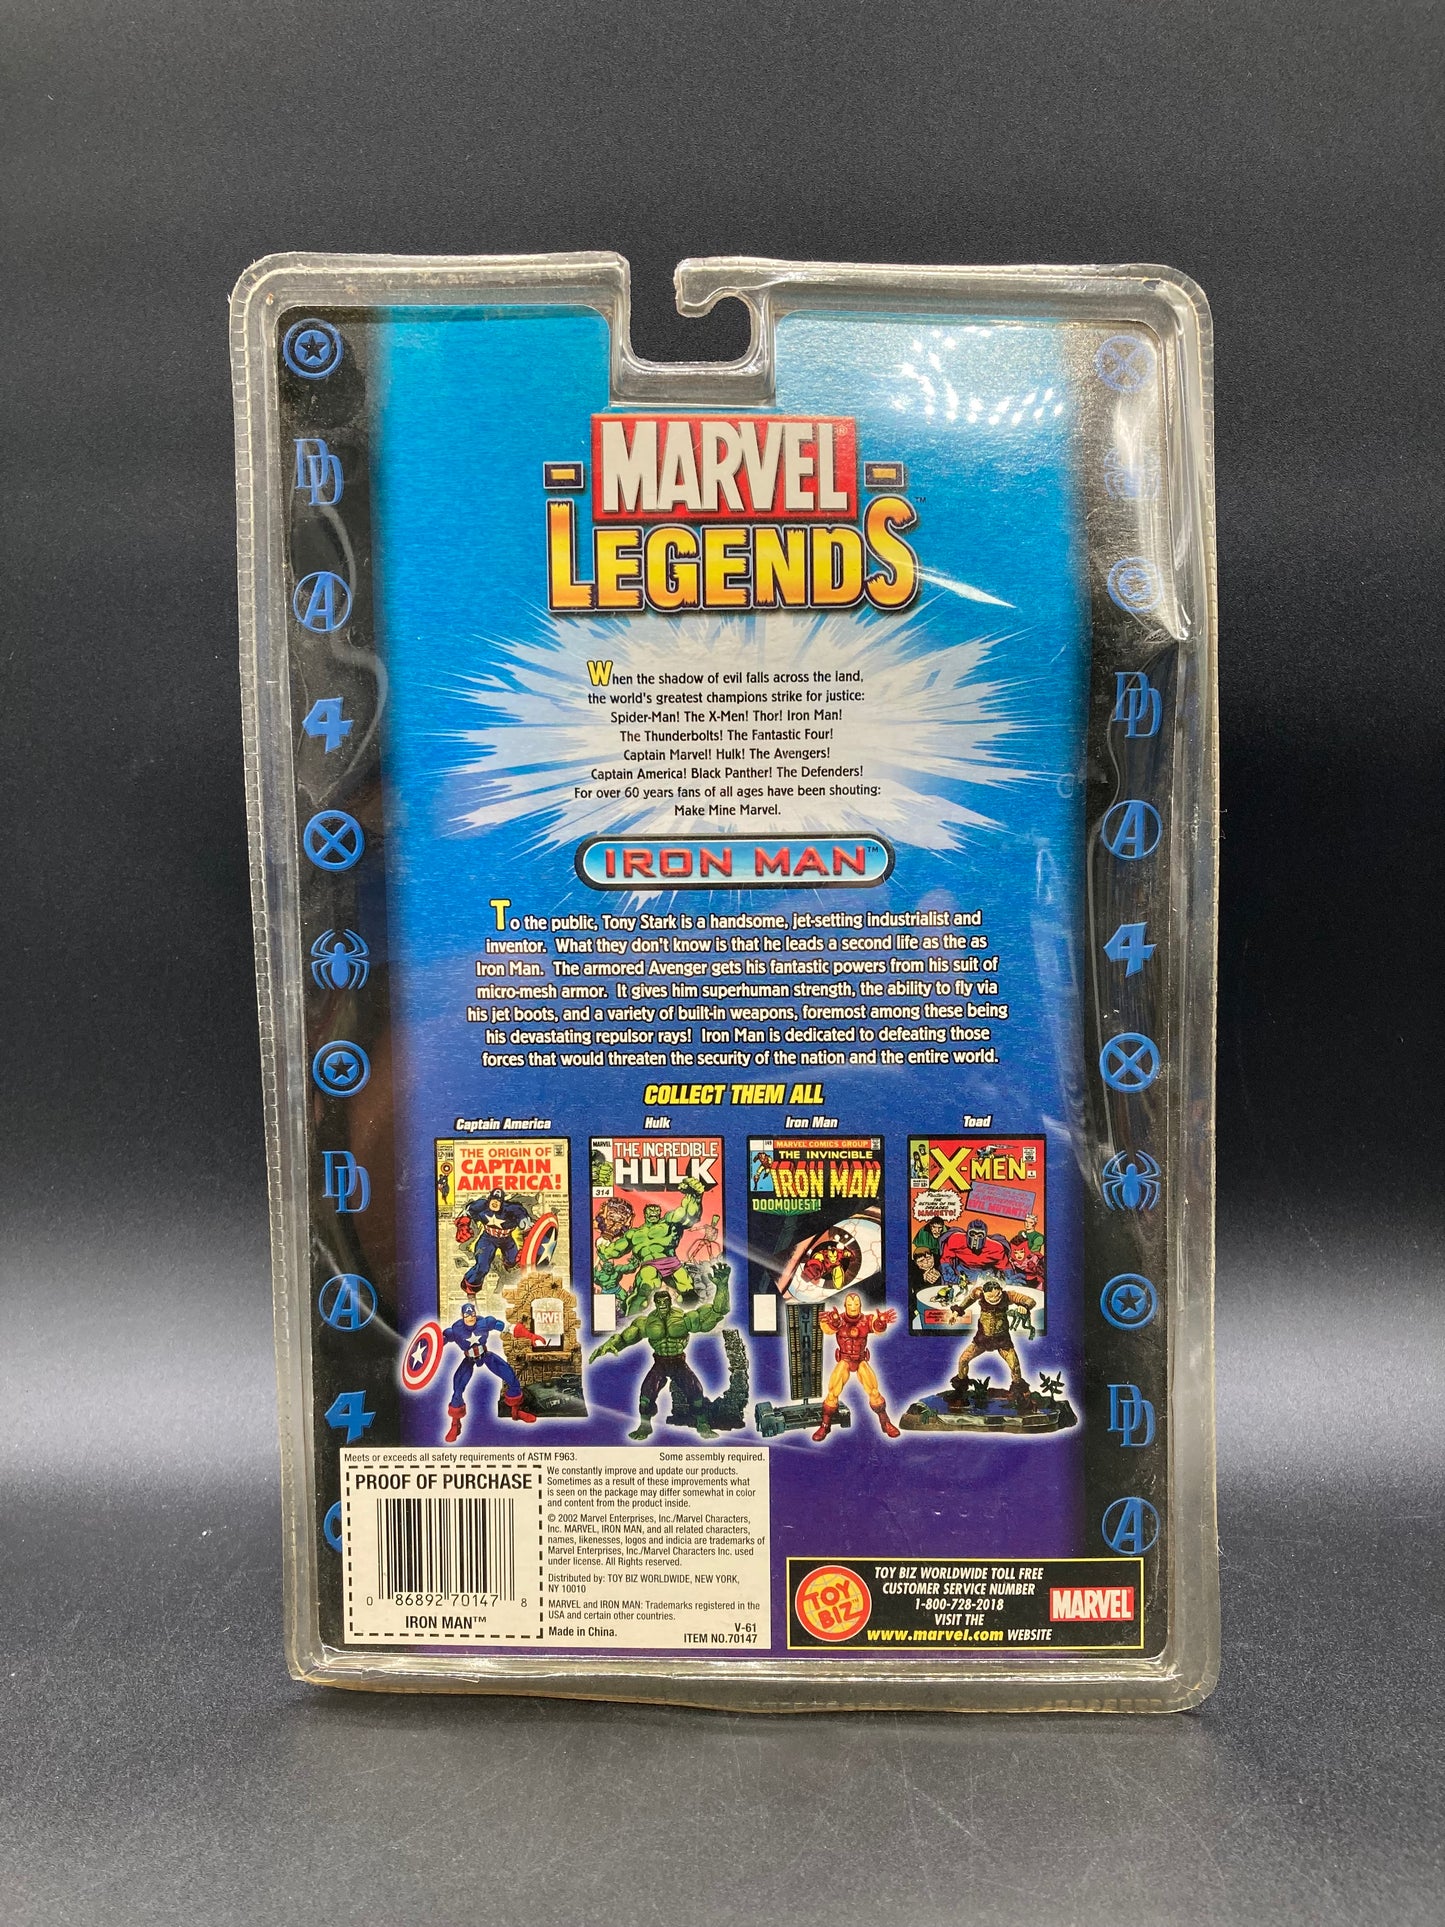 MARVEL®
LEGENDS™
When the shadow of evil falls across the land,
the world's greatest champions strike for justice:
Spider-Man! The X-Men! Thor! Iron Man!
The Thunderbolts! The Fantastic Four!
Captain Marvel! Hulk! The Avengers!
Captain America! Black Panther! The Defenders!
For over 60 years fans of all ages have been shouting:
Make Mine Marvel.
IRON MAN™
To the public, Tony Stark is a handsome, jet-setting industrialist and
inventor. What they don't know is that he leads a second life as the as
Iron Man. The armored Avenger gets his fantastic powers from his suit of
micro-mesh armor. It gives him superhuman strength, the ability to fly via
his jet boots, and a variety of built-in weapons, foremost among these being
his devastating repulsor rays! Iron Man is dedicated to defeating those
forces that would threaten the security of the nation and the entire world.
COLLECT THEM ALL
Captain America
Hulk
Iron Man
Toad
THE ORIGIN OF
CAPTAIN
AMERICA!
MARVEL
THE INCREDIBLE
HULK
314
MARVEL COMICS GROUP
THE INVINCIBLE
IRON MAN
DOOMQUEST!
X-MEN
MAGNETO!
EVIL MUTANTS
Meets or exceeds all safety requirements of ASTM F963.
Some assembly required.
PROOF OF PURCHASE
0 86892 70147 8
IRON MAN™
We constantly improve and update our products.
Sometimes as a result of these improvements what
is seen on the package may differ somewhat in color
and content from the product inside.
© 2002 Marvel Enterprises, Inc./Marvel Characters,
Inc. MARVEL, IRON MAN, and all related characters,
names, likenesses, logos and indicia are trademarks of
Marvel Enterprises, Inc./Marvel Characters Inc. used
under license. All Rights reserved.
Distributed by: TOY BIZ WORLDWIDE, NEW YORK,
NY 10010
MARVEL and IRON MAN: Trademarks registered in the
USA and certain other countries.
Made in China.
V-61
ITEM NO.70147
TOY
BIZ
TOY BIZ WORLDWIDE TOLL FREE
CUSTOMER SERVICE NUMBER
1-800-728-2018
VISIT THE
www.marvel.com WEBSITE
MARVEL